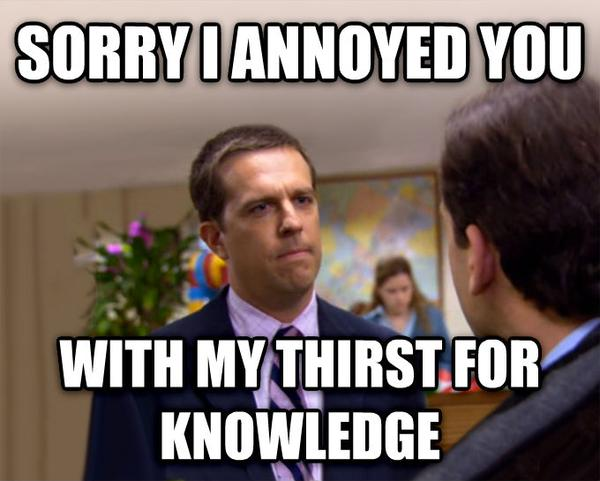 SORRY I ANNOYED YOU
WITH MY THIRST FOR
KNOWLEDGE